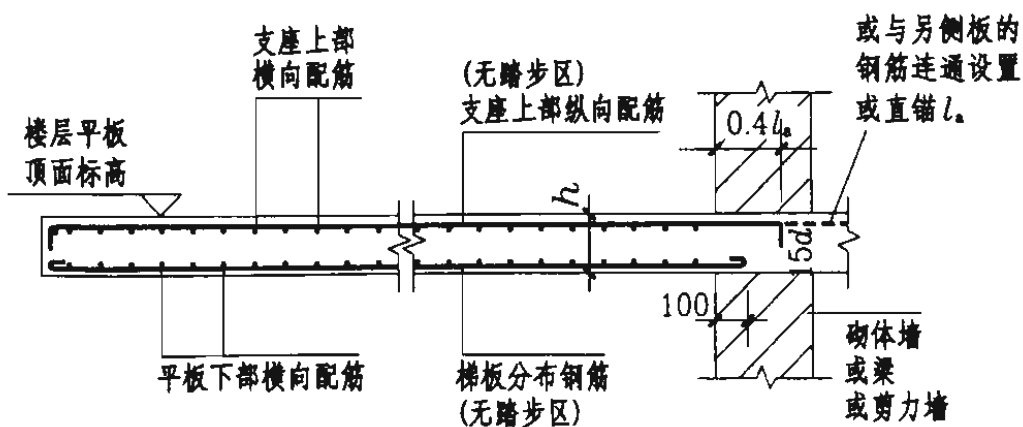 支座上部
横向配筋
(无踏步区)
支座上部纵向配筋
或与另侧板的
钢筋连通设置
或直锚lₐ
楼层平板
顶面标高
0.4lₐ
h
15d
100
平板下部横向配筋
梯板分布钢筋
(无踏步区)
砌体墙
或梁
或剪力墙